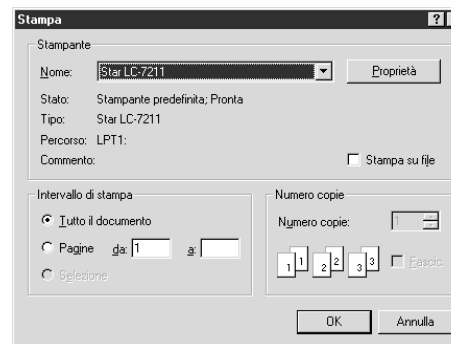 Stampa
Stampante
Nome: Star LC-7211 Proprietà
Stato: Stampante predefinita; Pronta
Tipo: Star LC-7211
Percorso: LPT1:
Commento: Stampa su file
Intervallo di stampa
Tutto il documento
Pagine da: 1 a:
Selezione
Numero copie
Numero copie: 1
1 1 2 2 3 3 Fascic.
OK Annulla